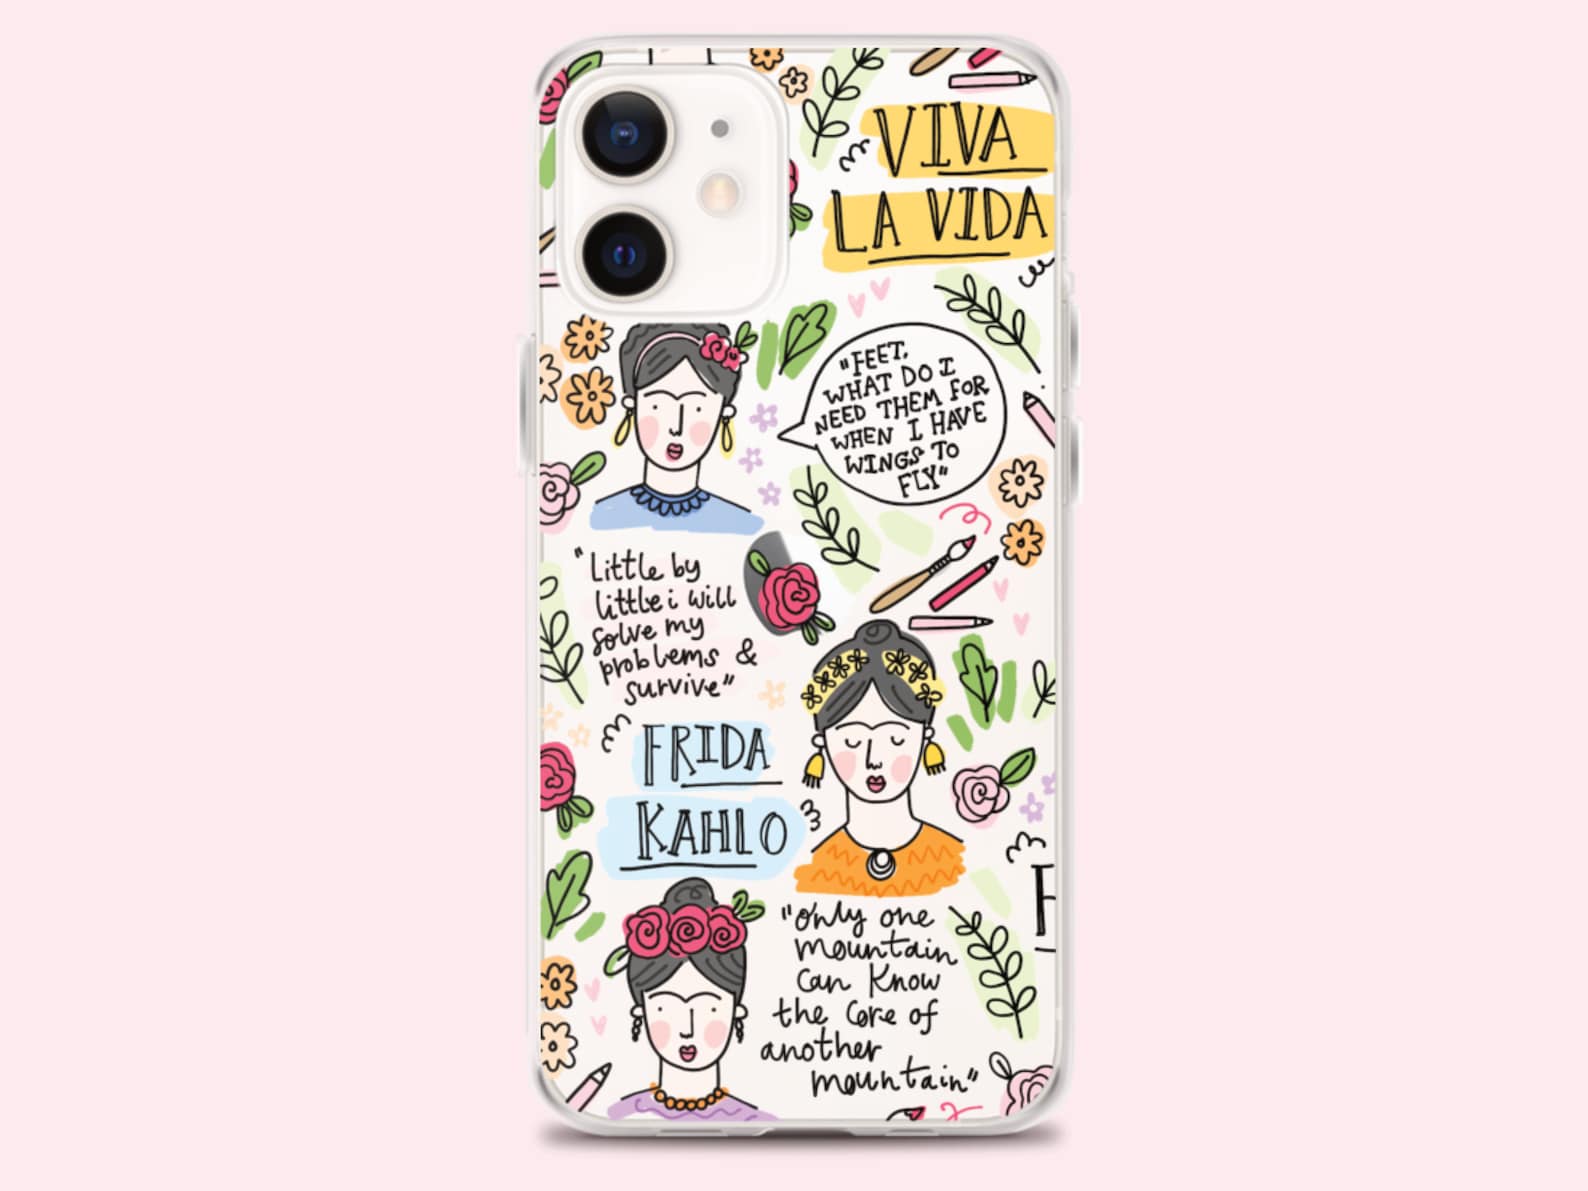 VIVA
LA VIDA
"FEET,
WHAT DO I
NEED THEM FOR
WHEN I HAVE
WINGS TO
FLY"
"Little by
little i will
solve my
problems &
survive"
FRIDA
KAHLO
"Only one
mountain
can know
the core of
another
mountain"
F